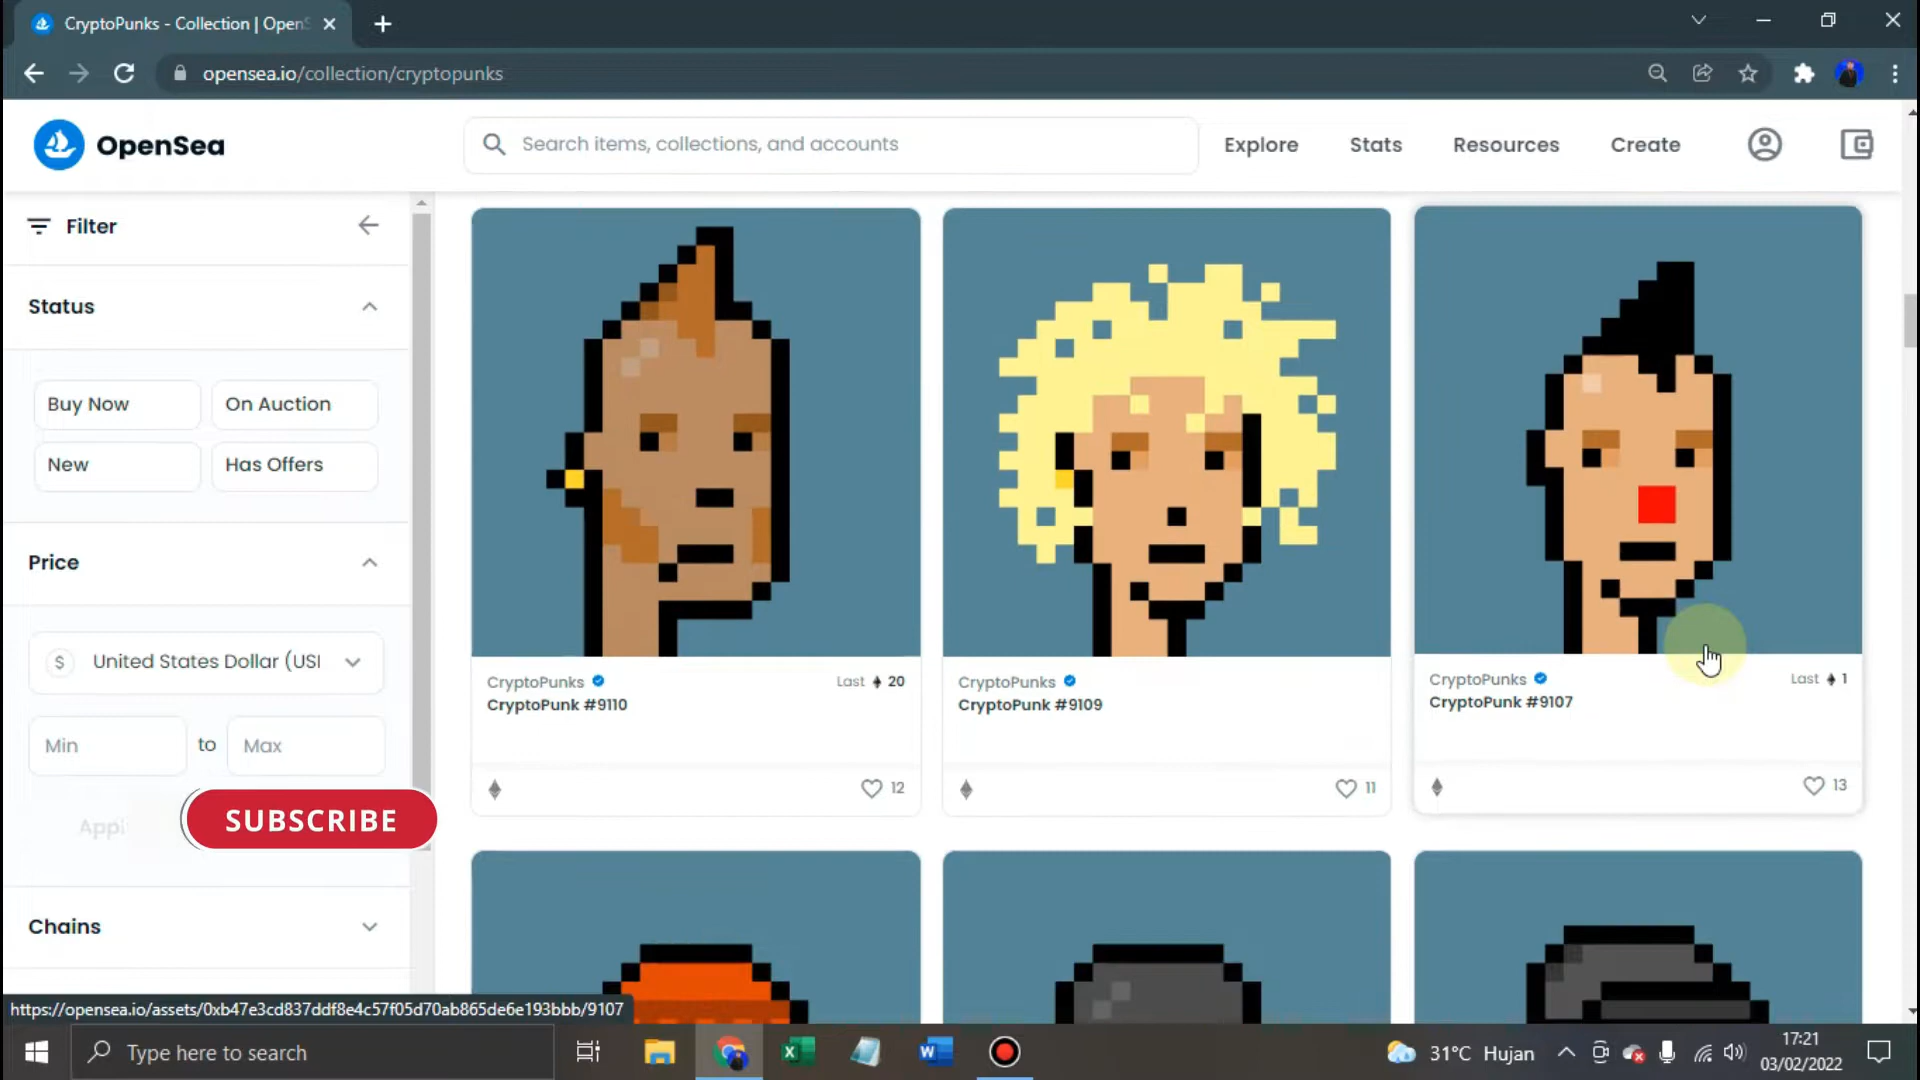 CryptoPunks - Collection | OpenS
opensea.io/collection/cryptopunks
OpenSea
Search items, collections, and accounts
Explore
Stats
Resources
Create
Filter
Status
Buy Now
On Auction
New
Has Offers
Price
$ United States Dollar (USI
Min
to
Max
Appl
SUBSCRIBE
Chains
CryptoPunks
Last 20
CryptoPunk #9110
12
CryptoPunks
CryptoPunk #9109
11
CryptoPunks
Last 1
CryptoPunk #9107
13
https://opensea.io/assets/0xb47e3cd837ddf8e4c57f05d70ab865de6e193bbb/9107
Type here to search
31°C Hujan
17:21
03/02/2022